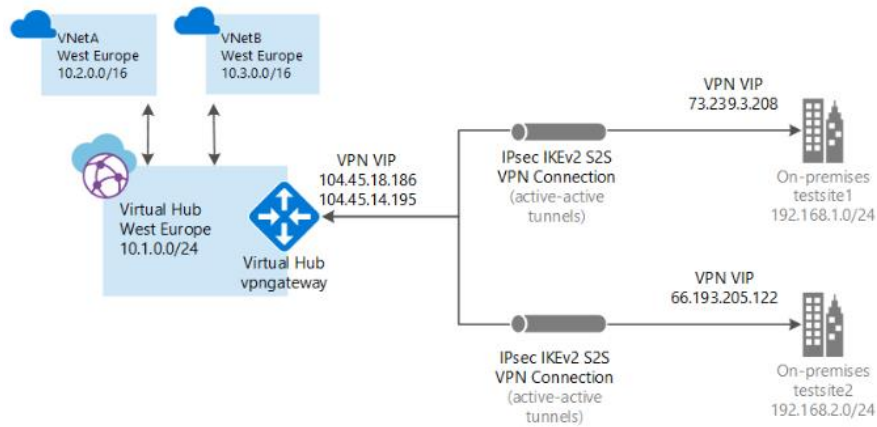 VNetA
West Europe
10.2.0.0/16
VNetB
West Europe
10.3.0.0/16
VPN VIP
73.239.3.208
VPN VIP
104.45.18.186
104.45.14.195
IPsec IKEv2 S2S
VPN Connection
(active-active
tunnels)
On-premises
testsite1
192.168.1.0/24
Virtual Hub
West Europe
10.1.0.0/24
Virtual Hub
vpngateway
VPN VIP
66.193.205.122
IPsec IKEv2 S2S
VPN Connection
(active-active
tunnels)
On-premises
testsite2
192.168.2.0/24